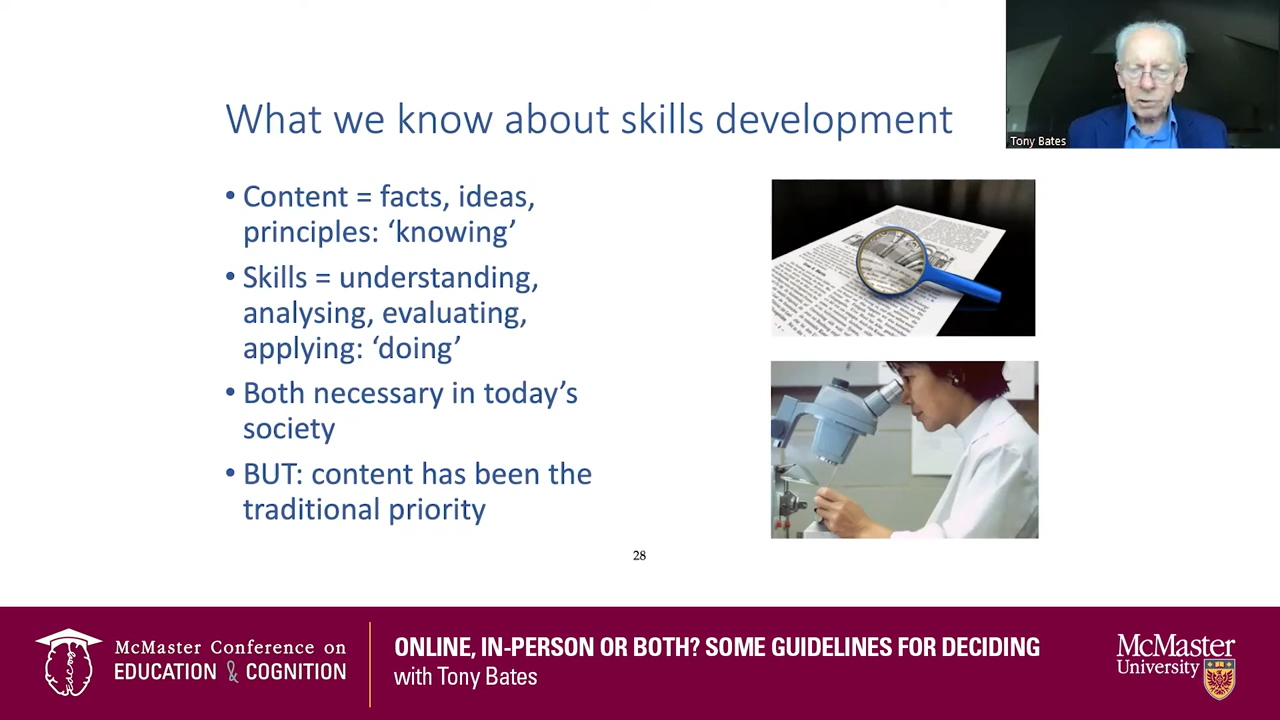 Tony Bates
What we know about skills development
• Content = facts, ideas,
principles: ‘knowing’
• Skills = understanding,
analysing, evaluating,
applying: ‘doing’
• Both necessary in today’s
society
• BUT: content has been the
traditional priority
28
McMaster Conference on
EDUCATION & COGNITION
ONLINE, IN-PERSON OR BOTH? SOME GUIDELINES FOR DECIDING
with Tony Bates
McMaster
University